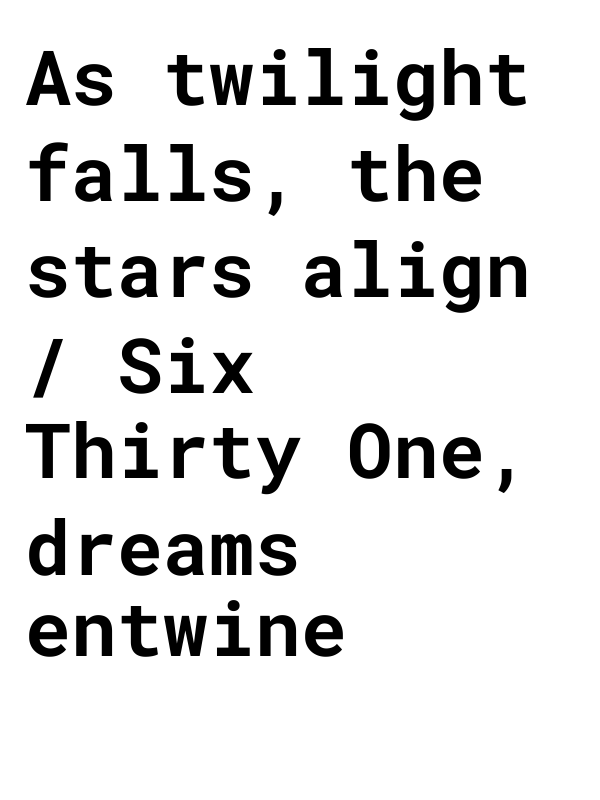 As twilight
falls, the
stars align
/ Six
Thirty One,
dreams
entwine